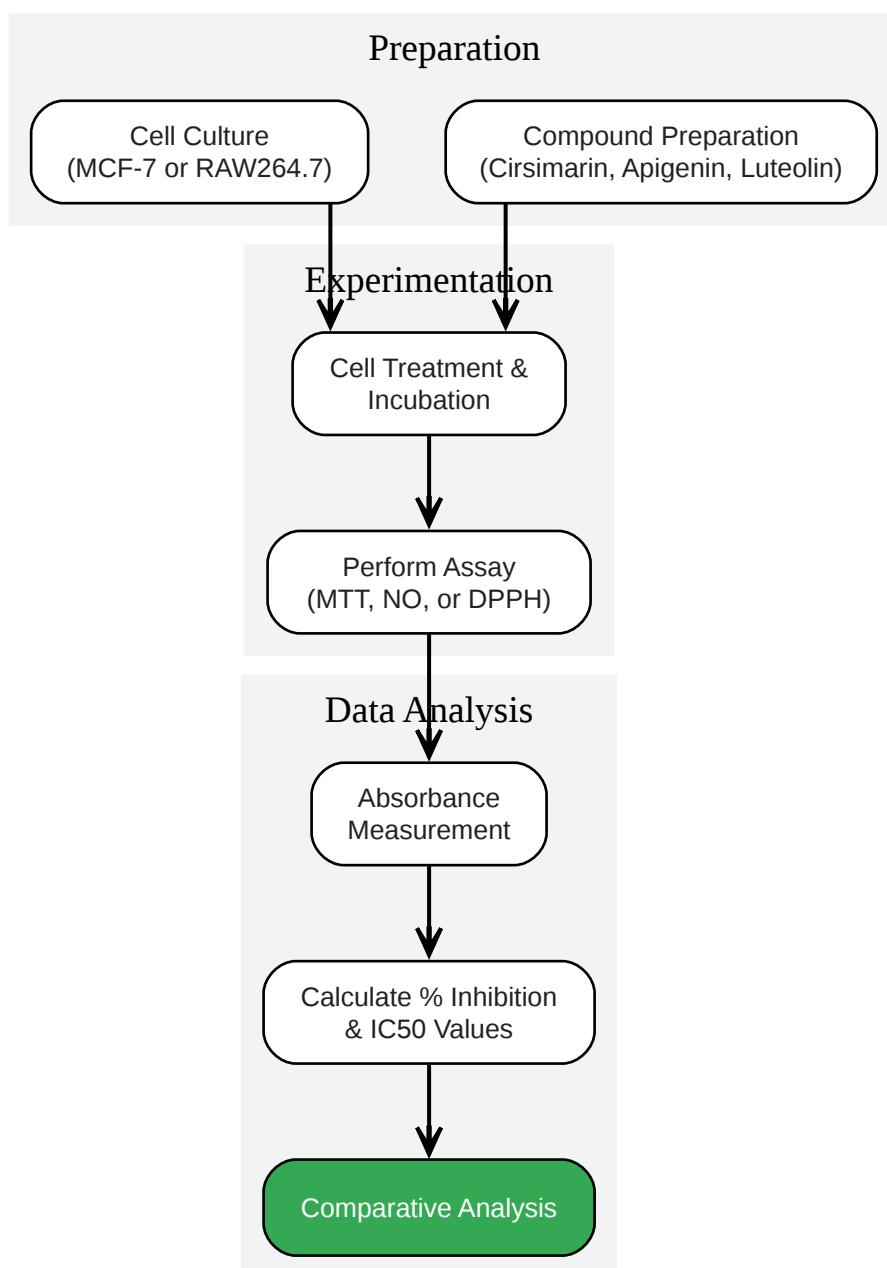 Preparation
Cell Culture
(MCF-7 or RAW264.7)
Compound Preparation
(Cirsimarin, Apigenin, Luteolin)
Experimentation
Cell Treatment &
Incubation
Perform Assay
(MTT, NO, or DPPH)
Data Analysis
Absorbance
Measurement
Calculate % Inhibition
& IC50 Values
Comparative Analysis